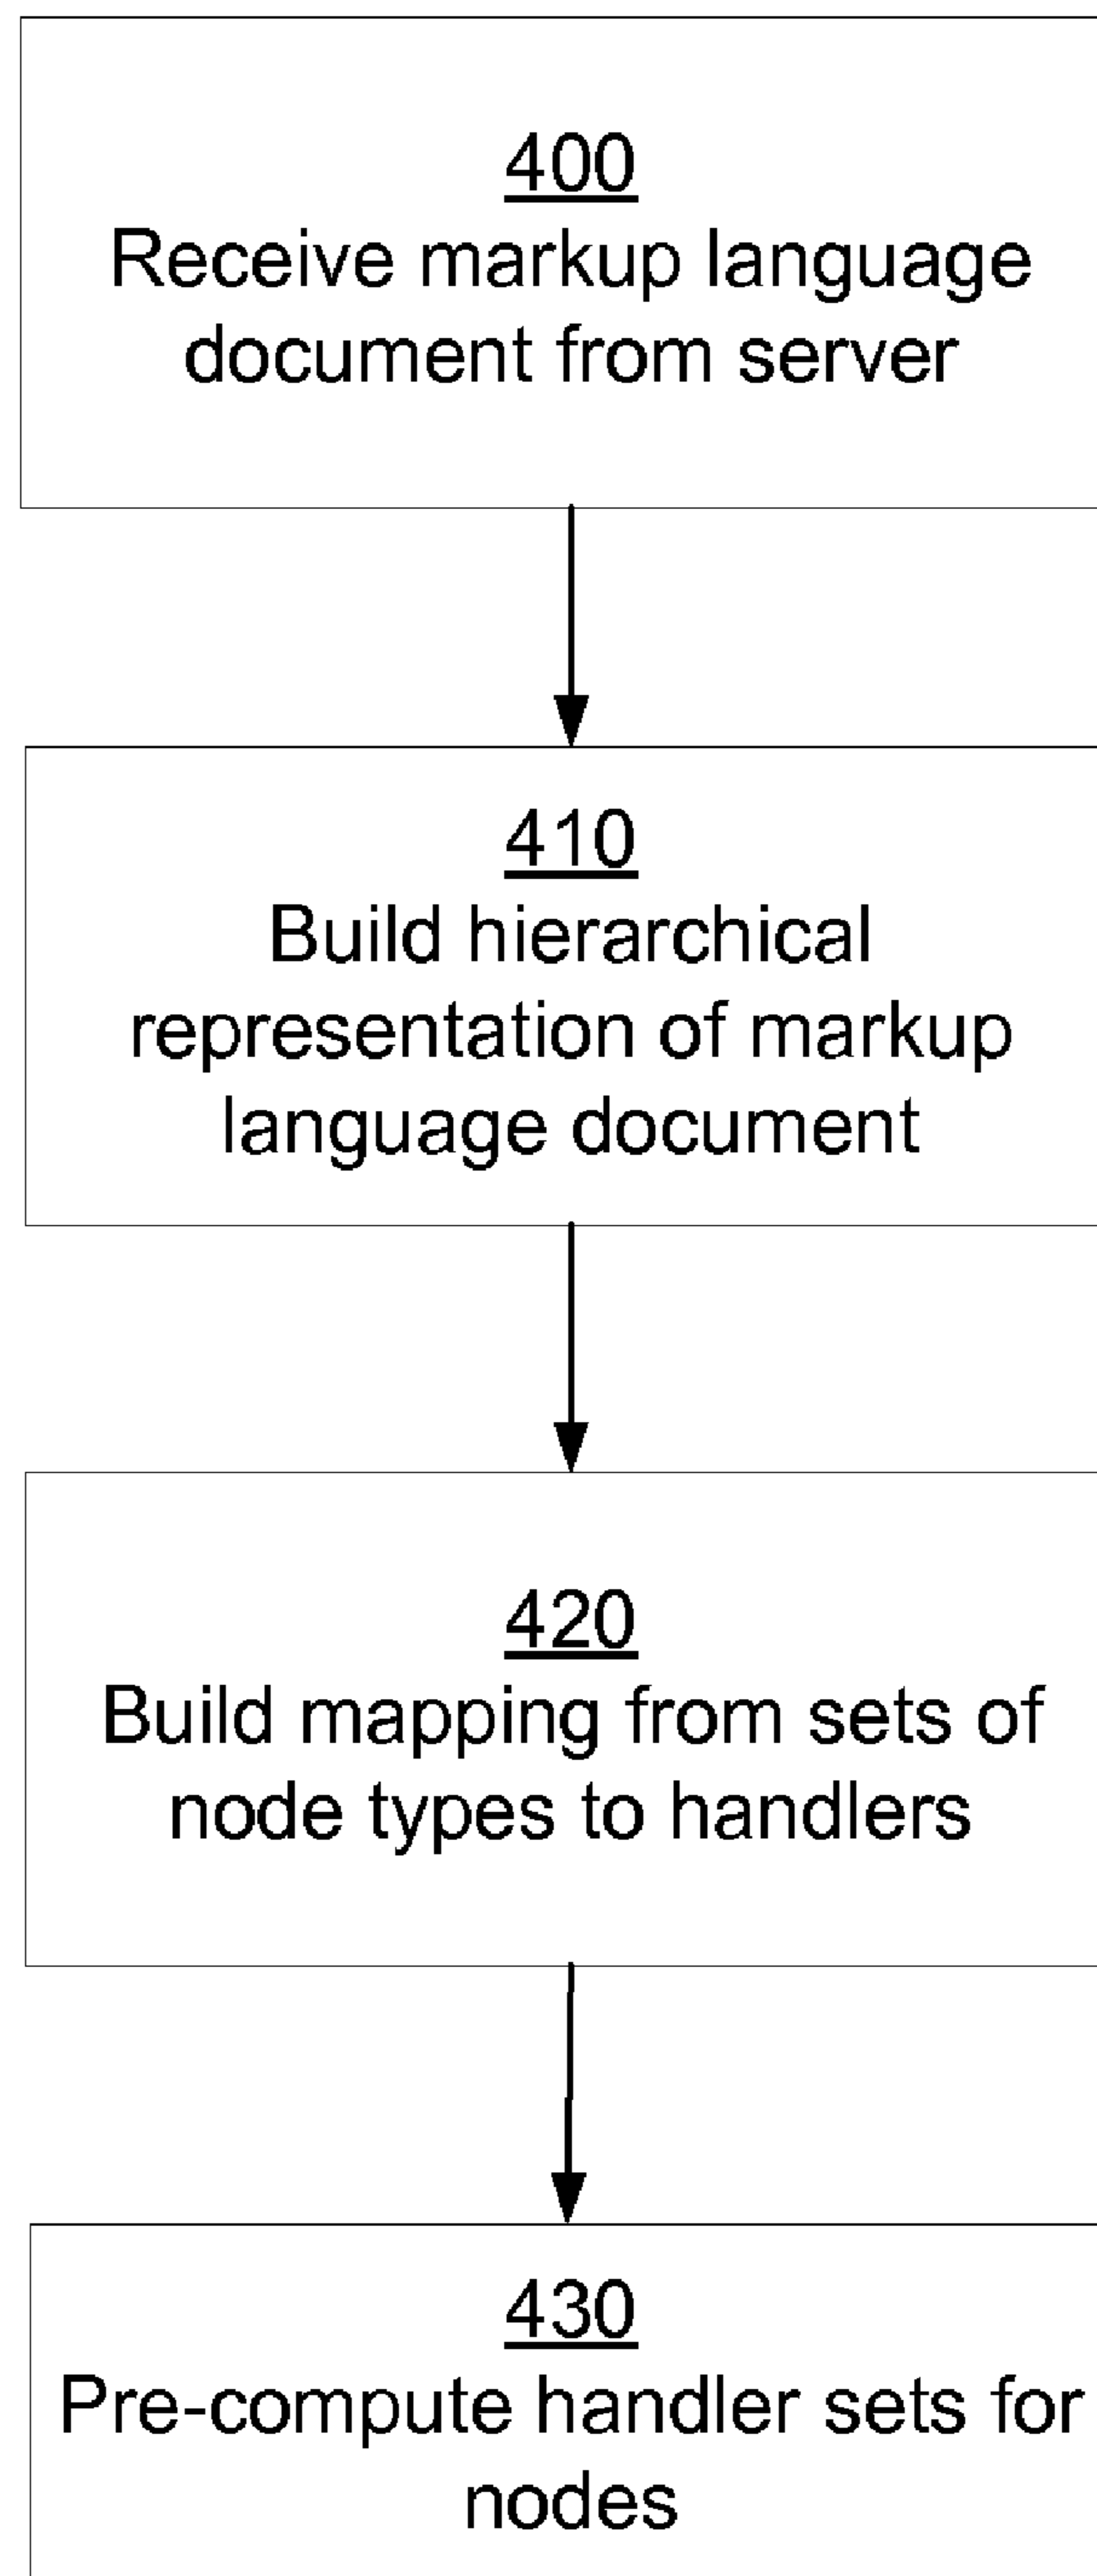 400
Receive markup language
document from server
410
Build hierarchical
representation of markup
language document
420
Build mapping from sets of
node types to handlers
430
Pre-compute handler sets for
nodes